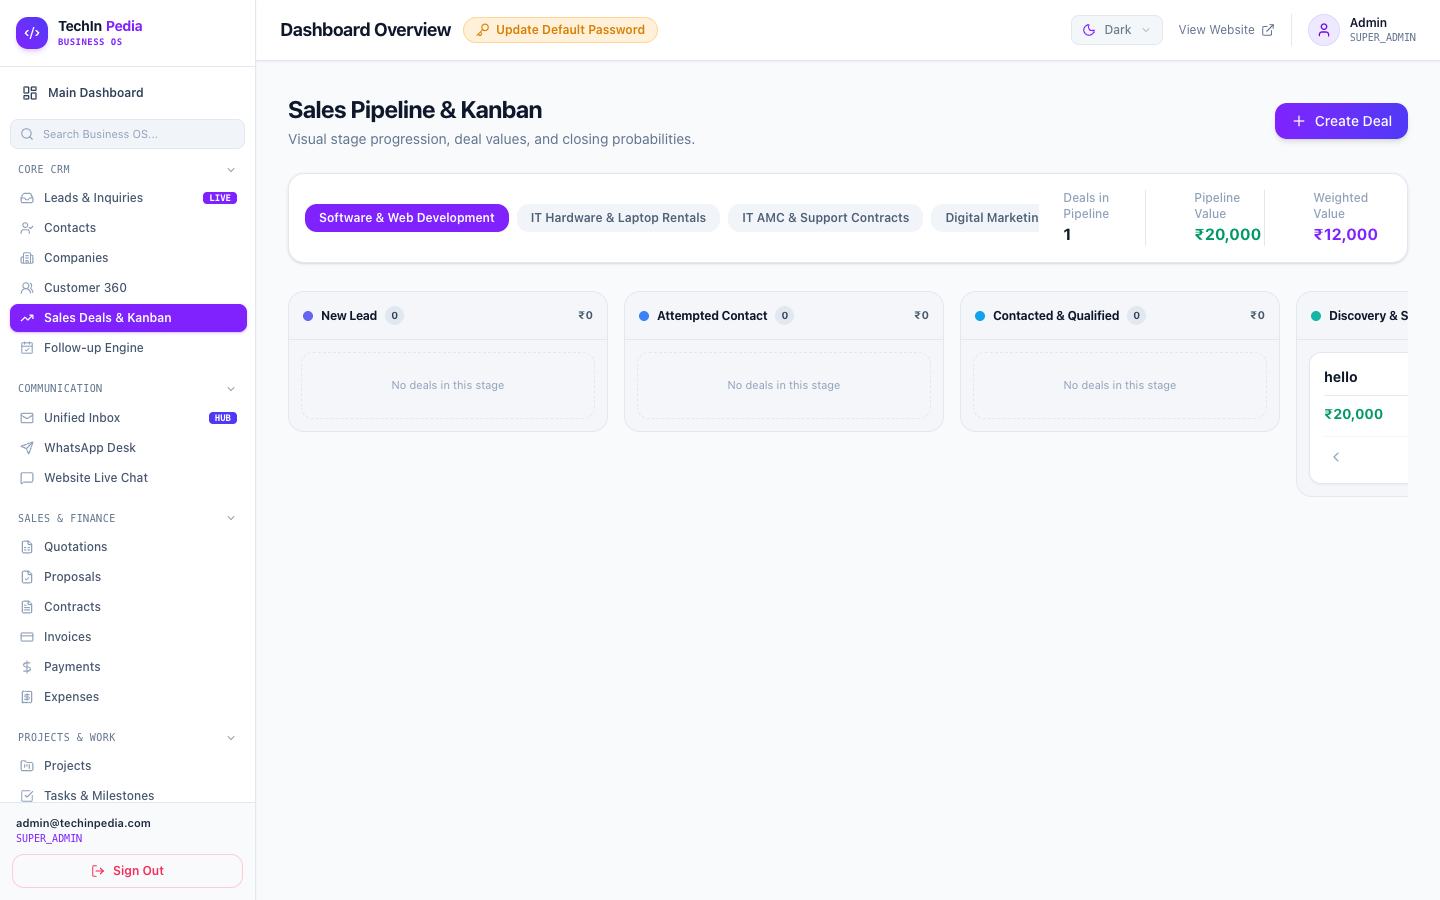 TechIn Pedia
BUSINESS OS
Main Dashboard
Search Business OS...
CORE CRM
Leads & Inquiries
LIVE
Contacts
Companies
Customer 360
Sales Deals & Kanban
Follow-up Engine
COMMUNICATION
Unified Inbox
HUB
WhatsApp Desk
Website Live Chat
SALES & FINANCE
Quotations
Proposals
Contracts
Invoices
Payments
Expenses
PROJECTS & WORK
Projects
Tasks & Milestones
admin@techinpedia.com
SUPER_ADMIN
Sign Out
Dashboard Overview
Update Default Password
Dark
View Website
Admin
SUPER_ADMIN
Sales Pipeline & Kanban
Visual stage progression, deal values, and closing probabilities.
Create Deal
Software & Web Development
IT Hardware & Laptop Rentals
IT AMC & Support Contracts
Digital Marketin
Deals in
Pipeline
1
Pipeline
Value
₹20,000
Weighted
Value
₹12,000
New Lead
0
₹0
No deals in this stage
Attempted Contact
0
₹0
No deals in this stage
Contacted & Qualified
0
₹0
No deals in this stage
Discovery & S
hello
₹20,000